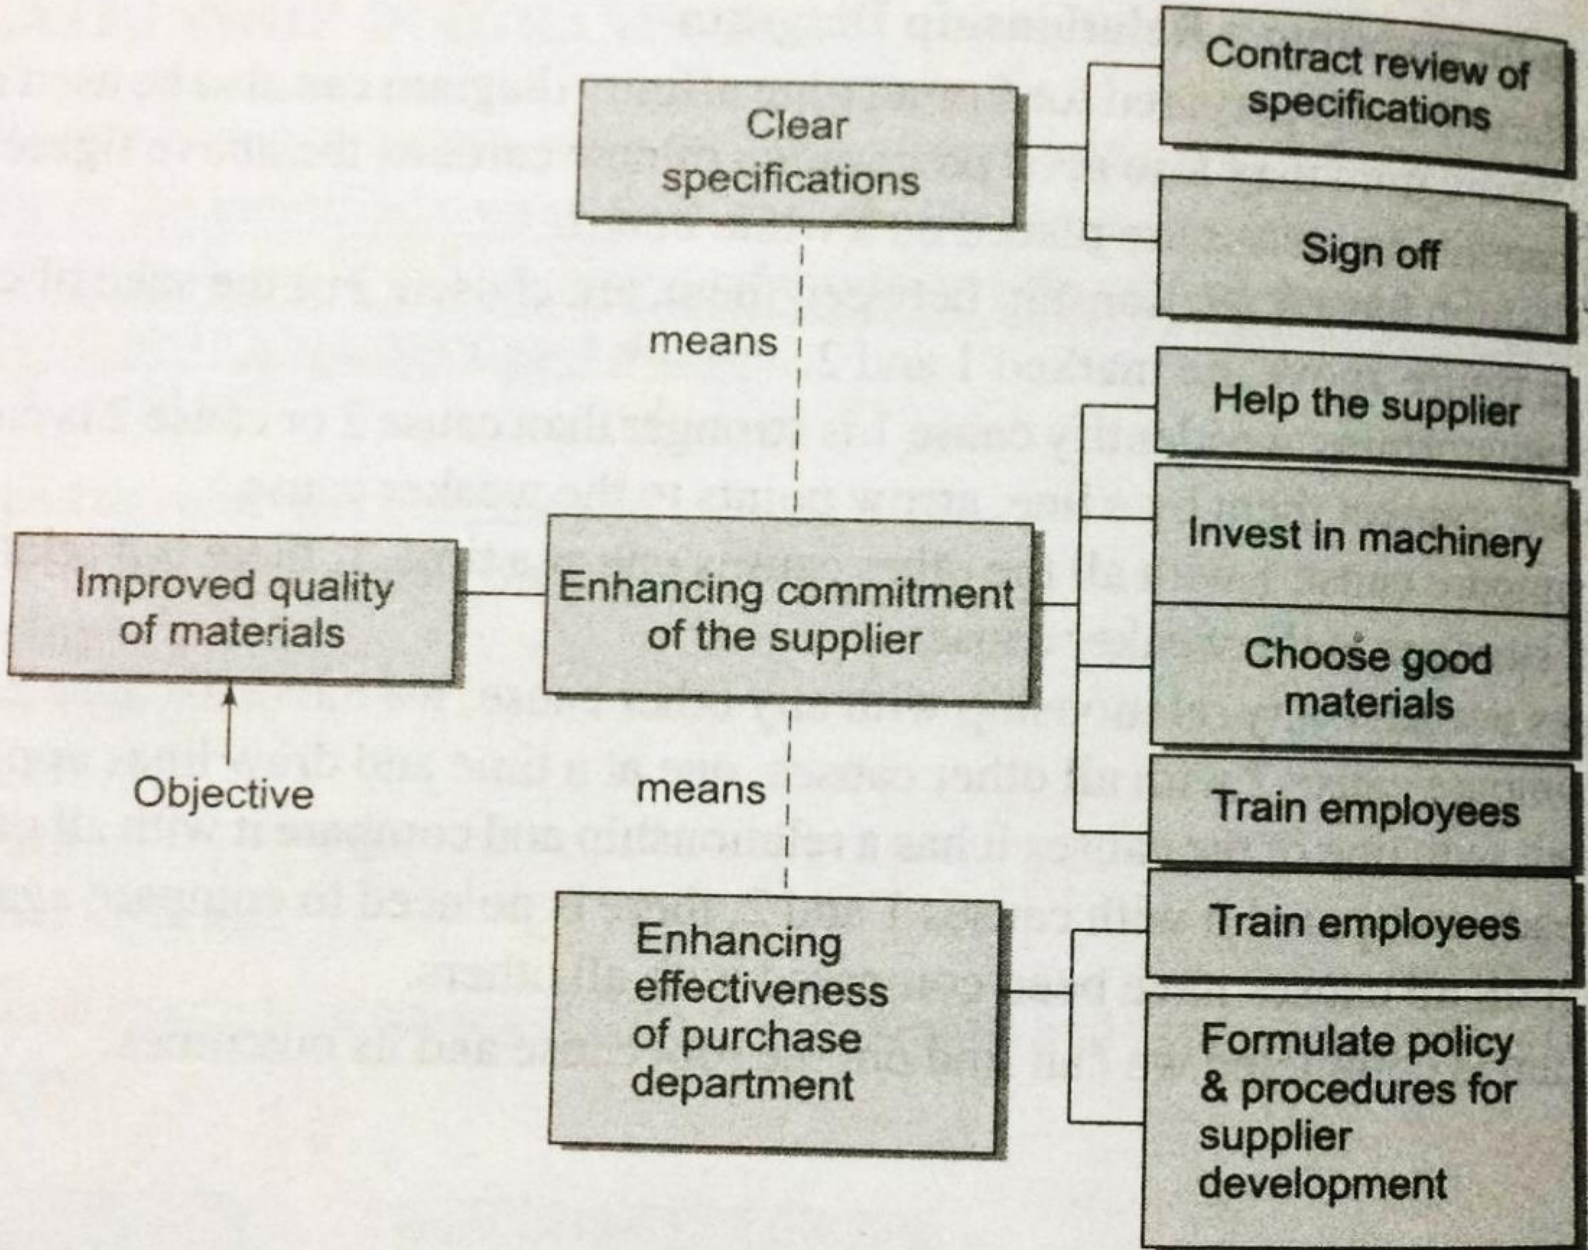 Clear
specifications
Contract review of
specifications
Sign off
means
Help the supplier
Invest in machinery
Improved quality
of materials
Enhancing commitment
of the supplier
Choose good
materials
Objective
means
Train employees
Enhancing
effectiveness
of purchase
department
Train employees
Formulate policy
& procedures for
supplier
development